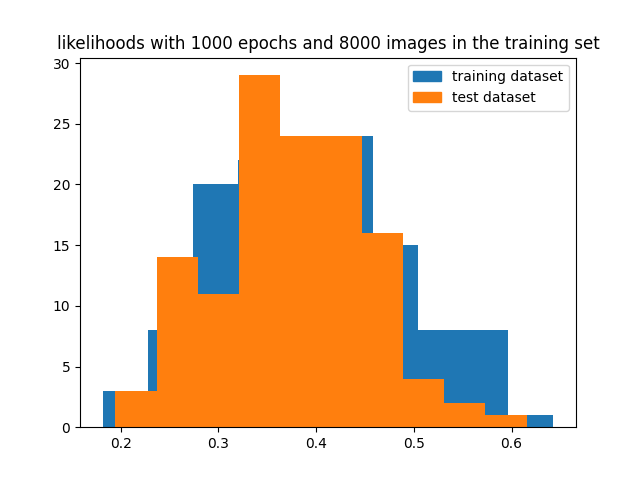 likelihoods with 1000 epochs and 8000 images in the training set
30
25
20
15
10
5
0
training dataset
test dataset
0.2 0.3 0.4 0.5 0.6